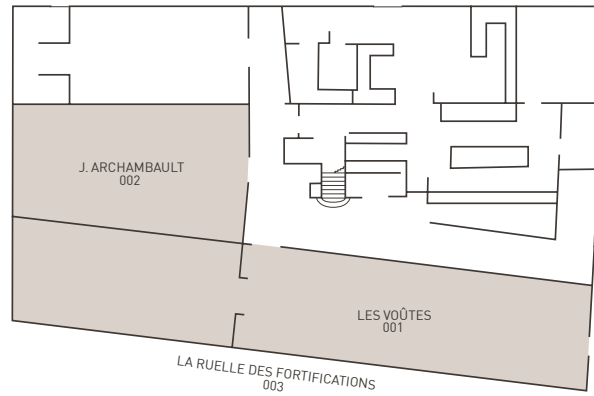 J. ARCHAMBAULT
002
LES VOÛTES
001
LA RUELLE DES FORTIFICATIONS
003